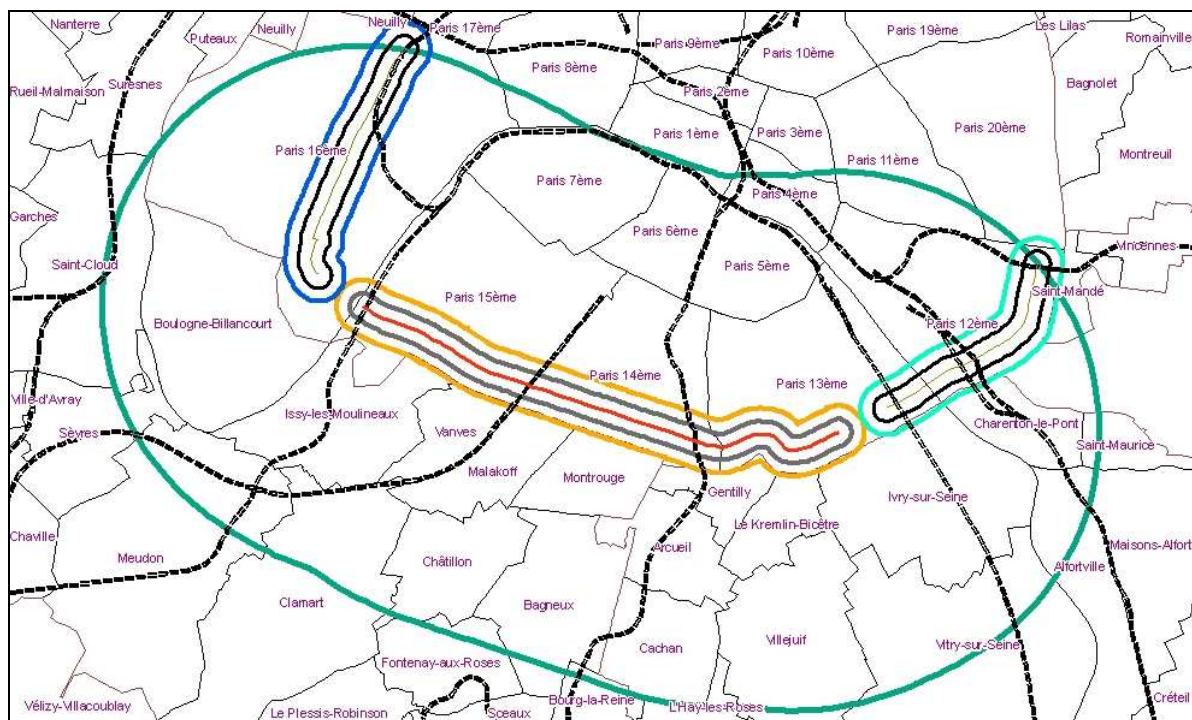 Nanterre
Neuilly
Neuilly
Paris 17ème
Paris 19ème
Les Lilas
Romainville
Puteaux
Paris 9ème
Paris 10ème
Suresnes
Paris 8ème
Bagnolet
Rueil-Malmaison
Paris 2ème
Paris 1ème
Paris 3ème
Paris 20ème
Paris 16ème
Paris 11ème
Montreuil
Paris 7ème
Paris 4ème
Garches
Paris 6ème
Vincennes
Saint-Cloud
Paris 5ème
Paris 15ème
Saint-Mandé
Boulogne-Billancourt
Paris 12ème
Paris 14ème
Paris 13ème
Ville-d'Avray
Issy-les-Moulineaux
Charenton-le-Pont
Sèvres
Vanves
Saint-Maurice
Malakoff
Montrouge
Gentilly
Ivry-sur-Seine
Le Kremlin-Bicêtre
Chaville
Meudon
Châtillon
Arcueil
Maisons-Alfort
Alfortville
Clamart
Bagneux
Cachan
Villejuif
Vitry-sur-Seine
Fontenay-aux-Roses
Vélizy-Villacoublay
Bourg-la-Reine
Créteil
Le Plessis-Robinson
Sceaux
L'Hay-les-Roses